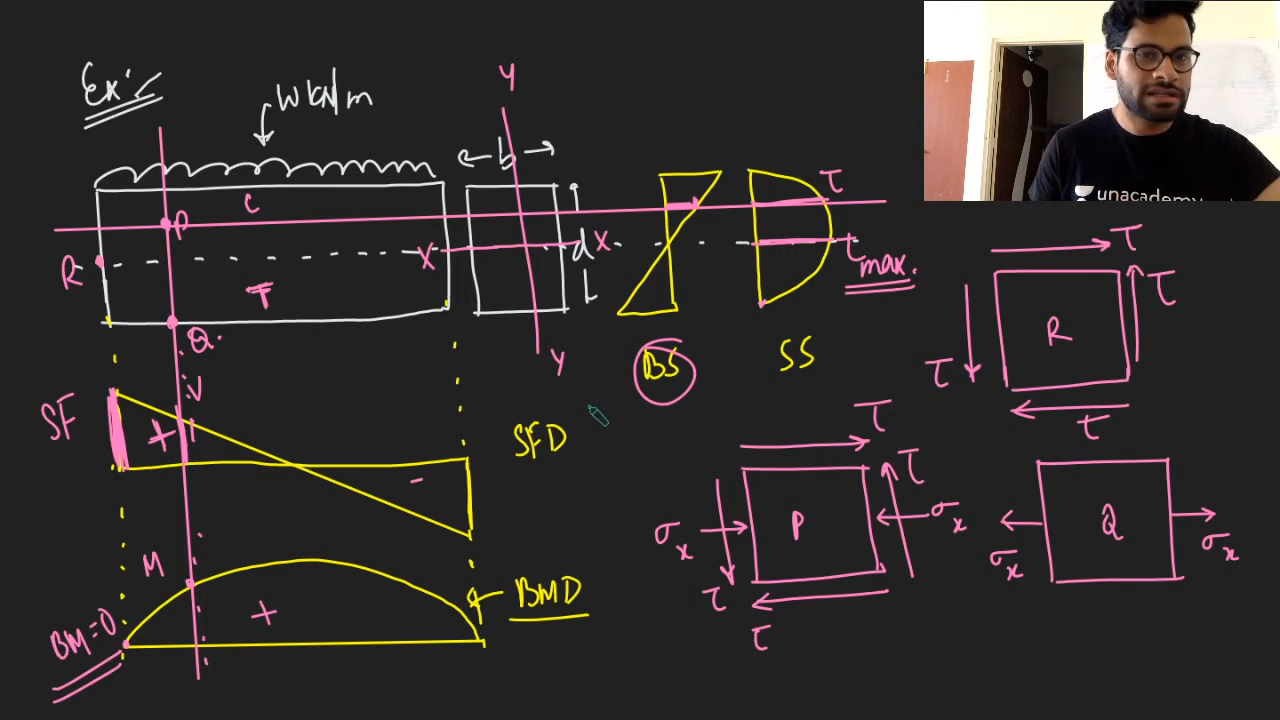 Ex:
W kN/m
Y
b
C
P
R
T
Q
X
X
d
Y
τ
τmax.
BS
SS
unacademy
SF
V
+
-
SFD
M
BM=0
+
BMD
τ
τ
R
τ
τ
τ
τ
σx
P
σx
τ
τ
Q
σx
σx